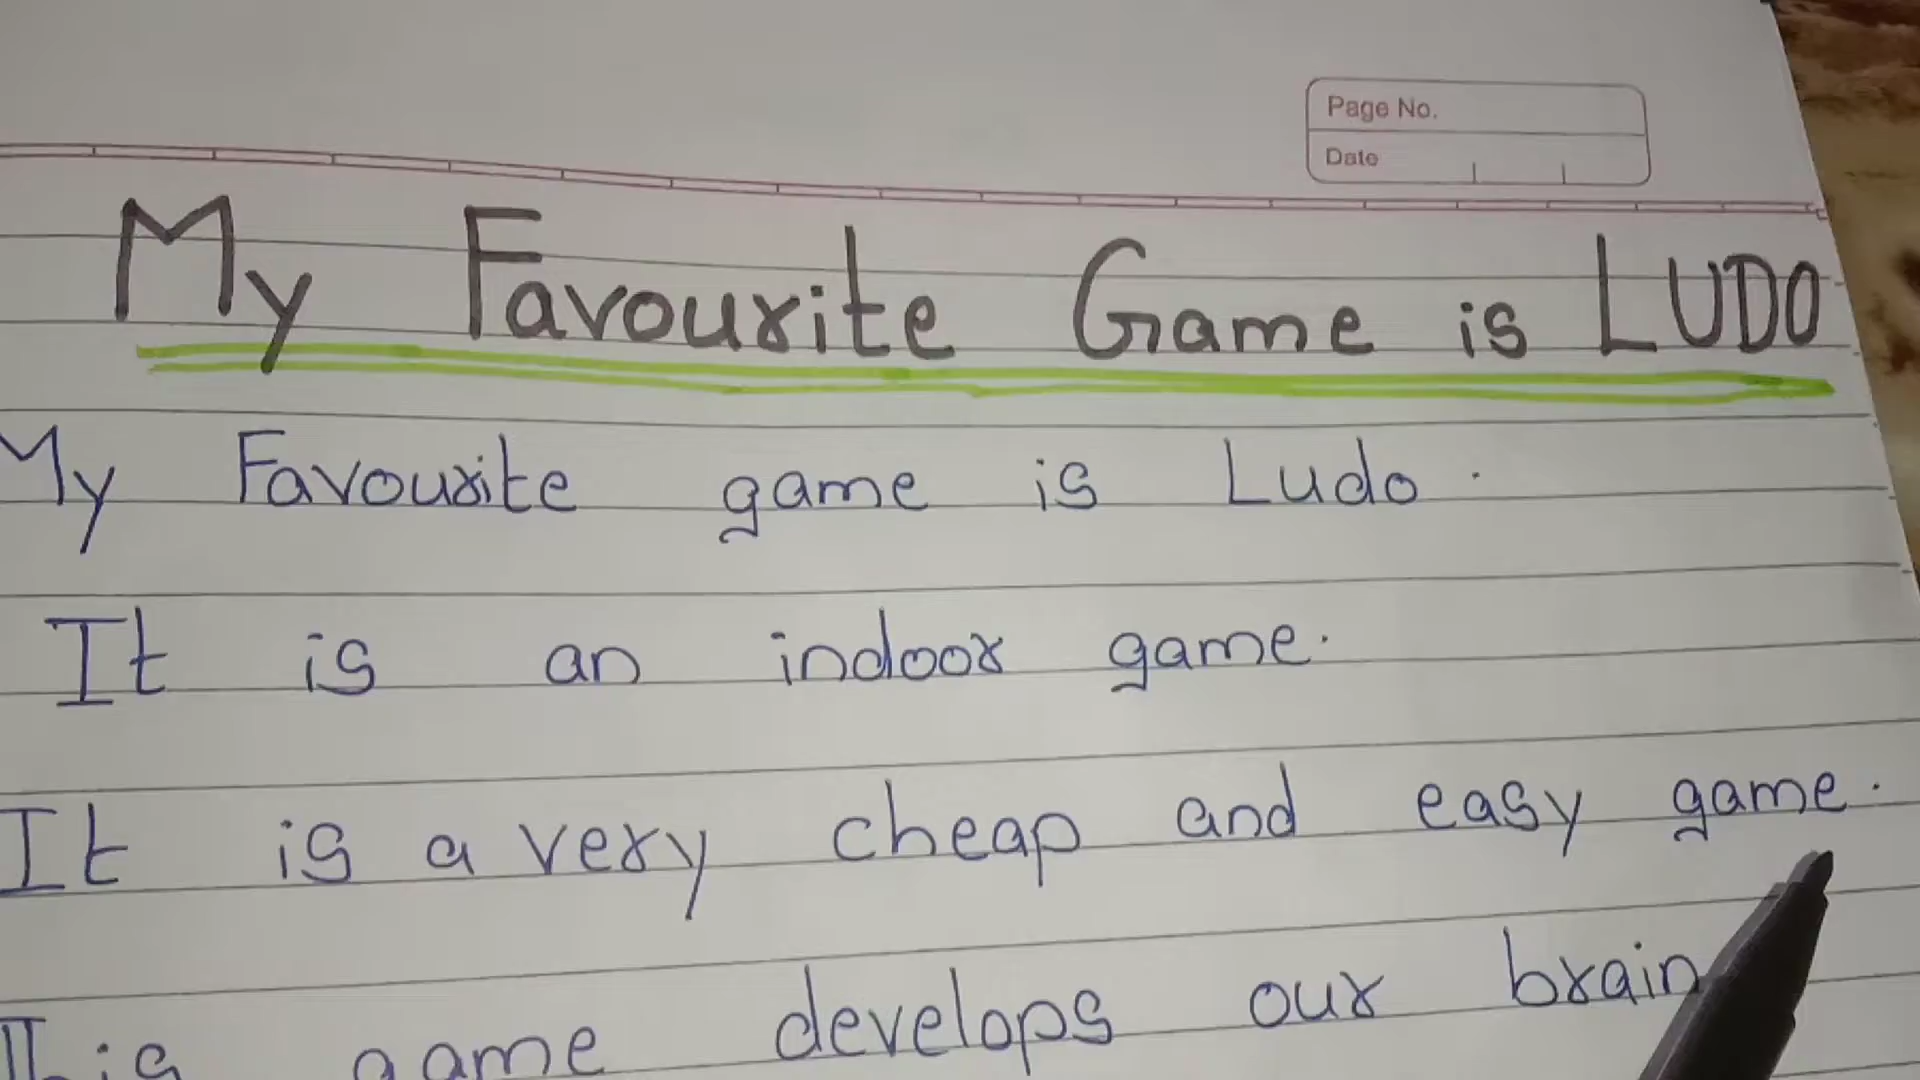 Page No.
Date
My Favourite Game is LUDO
My Favourite game is Ludo.
It is an indoor game.
It is a very cheap and easy game.
This game develops our brain